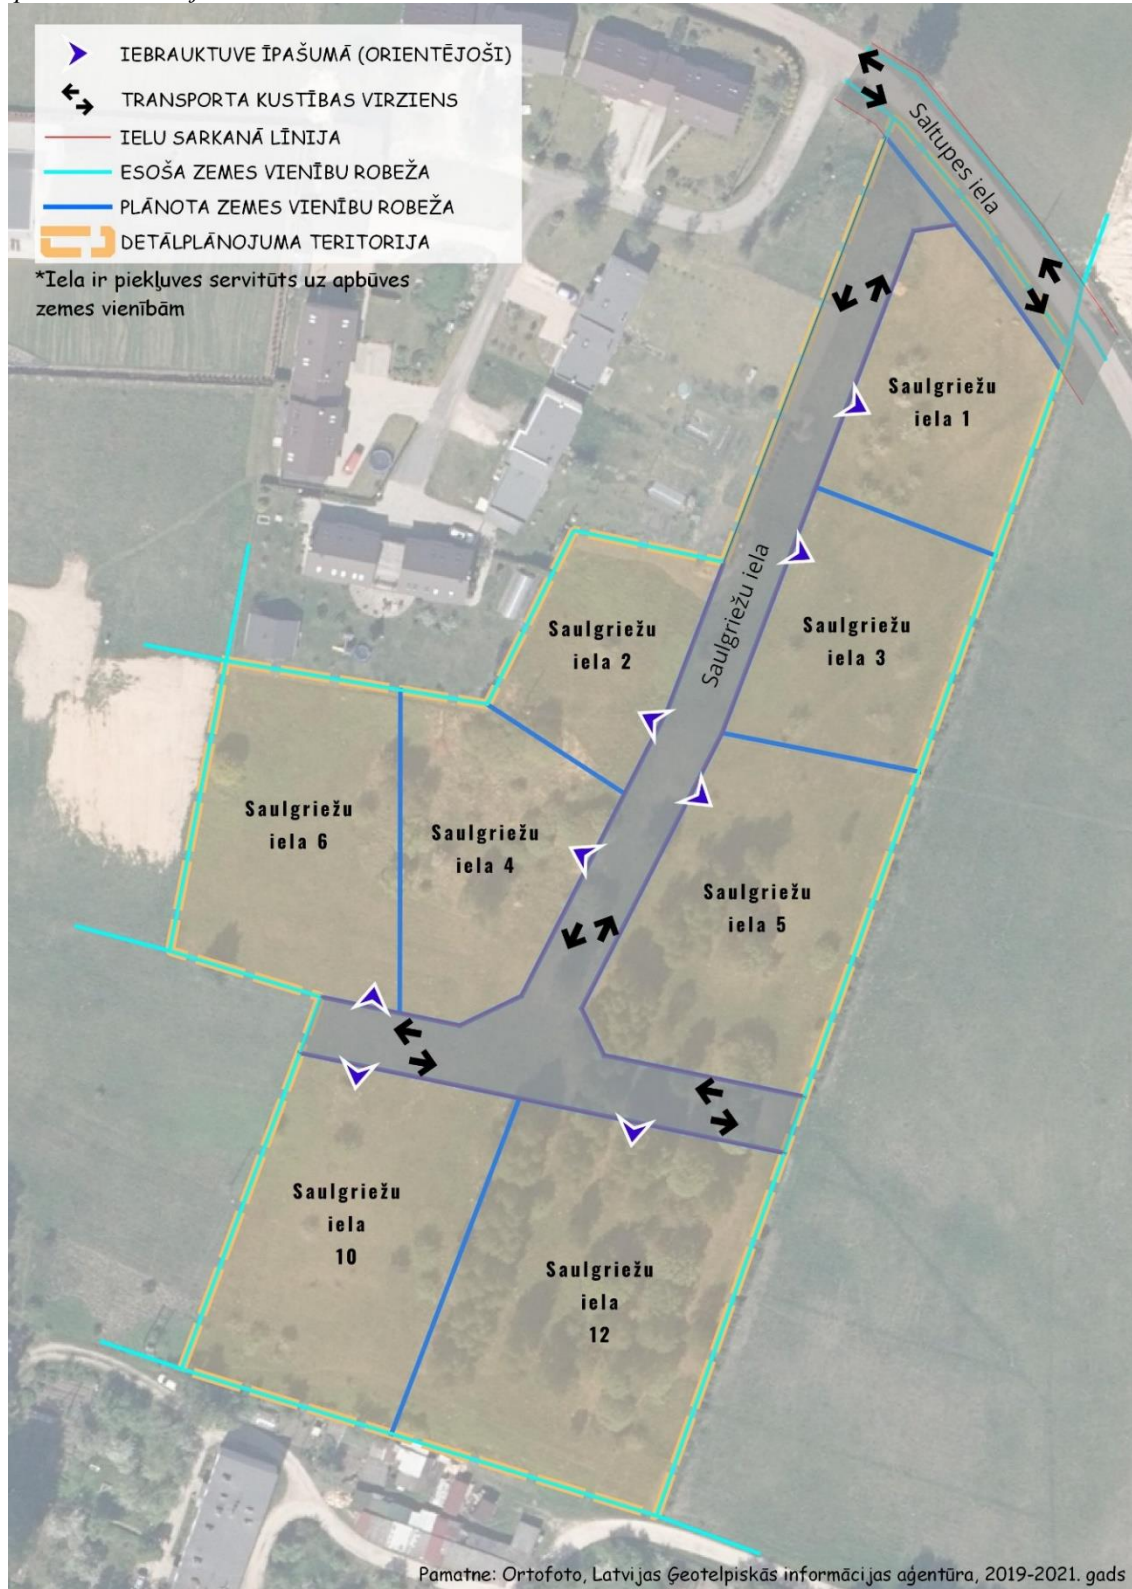 IEBRAUKTUVE ĪPAŠUMĀ (ORIENTĒJOŠI)
TRANSPORTA KUSTĪBAS VIRZIENS
IELU SARKANĀ LĪNIJA
ESOŠA ZEMES VIENĪBU ROBEŽA
PLĀNOTA ZEMES VIENĪBU ROBEŽA
DETĀLPLĀNOJUMA TERITORIJA
*Iela ir piekļuves servitūts uz apbūves
zemes vienībām
Saltupes iela
Saulgriežu
iela 1
Saulgriežu iela
Saulgriežu
iela 2
Saulgriežu
iela 3
Saulgriežu
iela 6
Saulgriežu
iela 4
Saulgriežu
iela 5
Saulgriežu
iela
10
Saulgriežu
iela
12
Pamatne: Ortofoto, Latvijas Ģeotelpiskās informācijas aģentūra, 2019-2021. gads